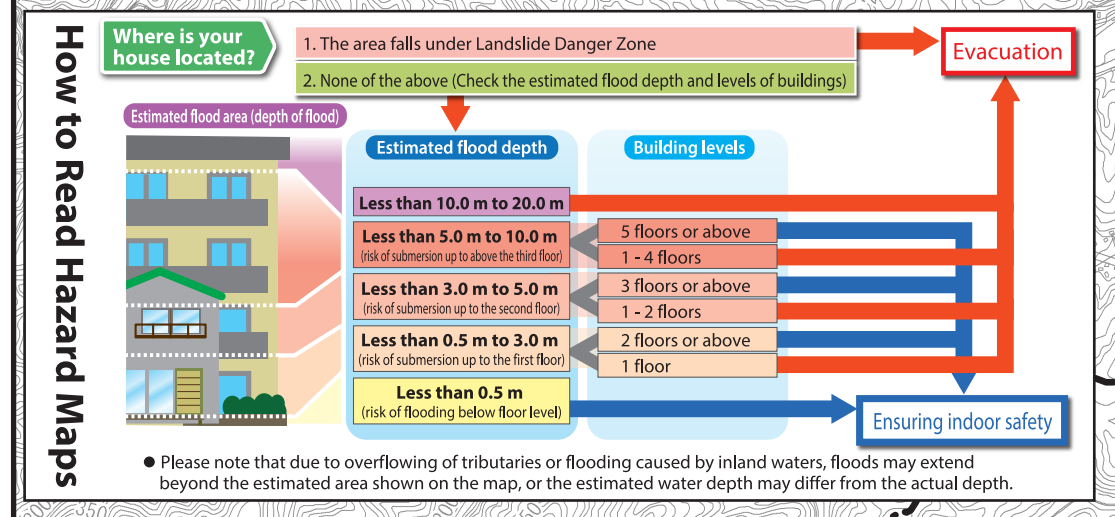 How to Read Hazard Maps
Where is your
house located?
1. The area falls under Landslide Danger Zone
2. None of the above (Check the estimated flood depth and levels of buildings)
Evacuation
Estimated flood area (depth of flood)
Estimated flood depth
Building levels
Less than 10.0 m to 20.0 m
Less than 5.0 m to 10.0 m
(risk of submersion up to above the third floor)
5 floors or above
1 - 4 floors
Less than 3.0 m to 5.0 m
(risk of submersion up to the second floor)
3 floors or above
1 - 2 floors
Less than 0.5 m to 3.0 m
(risk of submersion up to the first floor)
2 floors or above
1 floor
Less than 0.5 m
(risk of flooding below floor level)
Ensuring indoor safety
● Please note that due to overflowing of tributaries or flooding caused by inland waters, floods may extend
beyond the estimated area shown on the map, or the estimated water depth may differ from the actual depth.
350